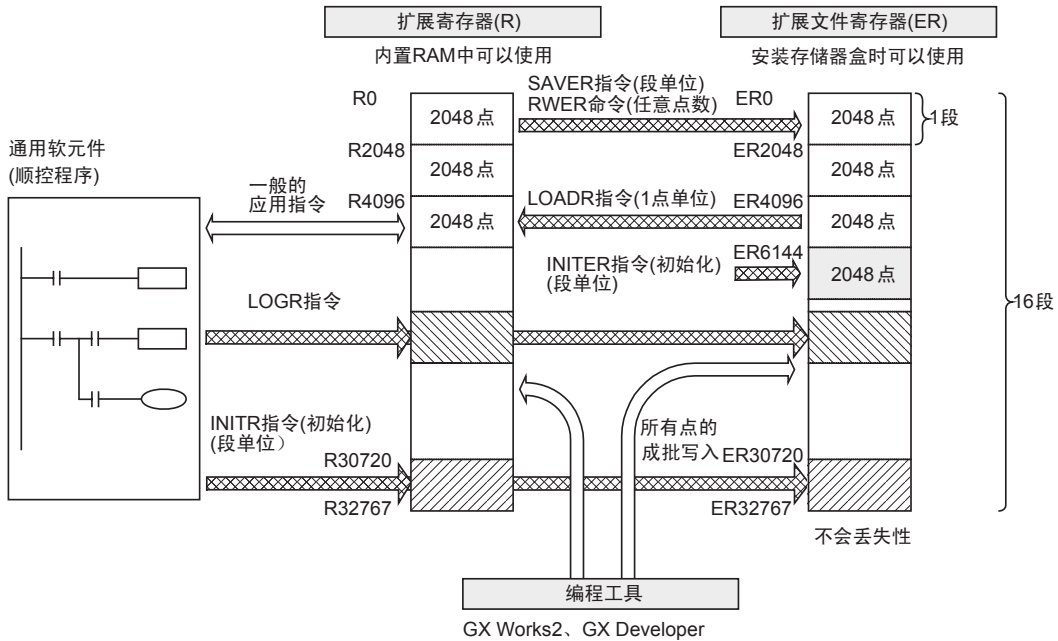 扩展寄存器(R)
扩展文件寄存器(ER)
内置RAM中可以使用
安装存储器盒时可以使用
SAVER指令(段单位)
RWER命令(任意点数)
R0
ER0
2048点
2048点
1段
通用软元件
(顺控程序)
R2048
ER2048
2048点
2048点
一般的
应用指令
R4096
LOADR指令(1点单位)
ER4096
2048点
2048点
ER6144
INITER指令(初始化)
(段单位)
2048点
LOGR指令
16段
INITR指令(初始化)
(段单位）
所有点的
成批写入
R30720
ER30720
R32767
ER32767
不会丢失性
编程工具
GX Works2、GX Developer